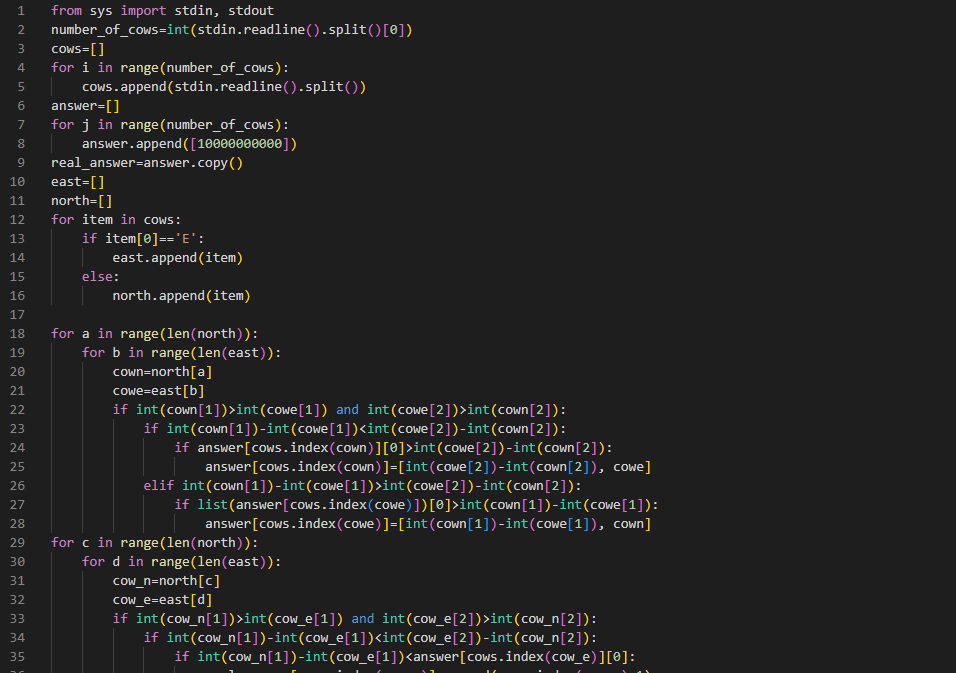 1 from sys import stdin, stdout
2 number_of_cows=int(stdin.readline().split()[0])
3 cows=[]
4 for i in range(number_of_cows):
5     cows.append(stdin.readline().split())
6 answer=[]
7 for j in range(number_of_cows):
8     answer.append([10000000000])
9 real_answer=answer.copy()
10 east=[]
11 north=[]
12 for item in cows:
13     if item[0]=='E':
14         east.append(item)
15     else:
16         north.append(item)
17
18 for a in range(len(north)):
19     for b in range(len(east)):
20         cown=north[a]
21         cowe=east[b]
22         if int(cown[1])>int(cowe[1]) and int(cowe[2])>int(cown[2]):
23             if int(cown[1])-int(cowe[1])<int(cowe[2])-int(cown[2]):
24                 if answer[cows.index(cown)][0]>int(cowe[2])-int(cown[2]):
25                     answer[cows.index(cown)]=[int(cowe[2])-int(cown[2]), cowe]
26             elif int(cown[1])-int(cowe[1])>int(cowe[2])-int(cown[2]):
27                 if list(answer[cows.index(cowe)])[0]>int(cown[1])-int(cowe[1]):
28                     answer[cows.index(cowe)]=[int(cown[1])-int(cowe[1]), cown]
29 for c in range(len(north)):
30     for d in range(len(east)):
31         cow_n=north[c]
32         cow_e=east[d]
33         if int(cow_n[1])>int(cow_e[1]) and int(cow_e[2])>int(cow_n[2]):
34             if int(cow_n[1])-int(cow_e[1])<int(cow_e[2])-int(cow_n[2]):
35                 if int(cow_n[1])-int(cow_e[1])<answer[cows.index(cow_e)][0]: